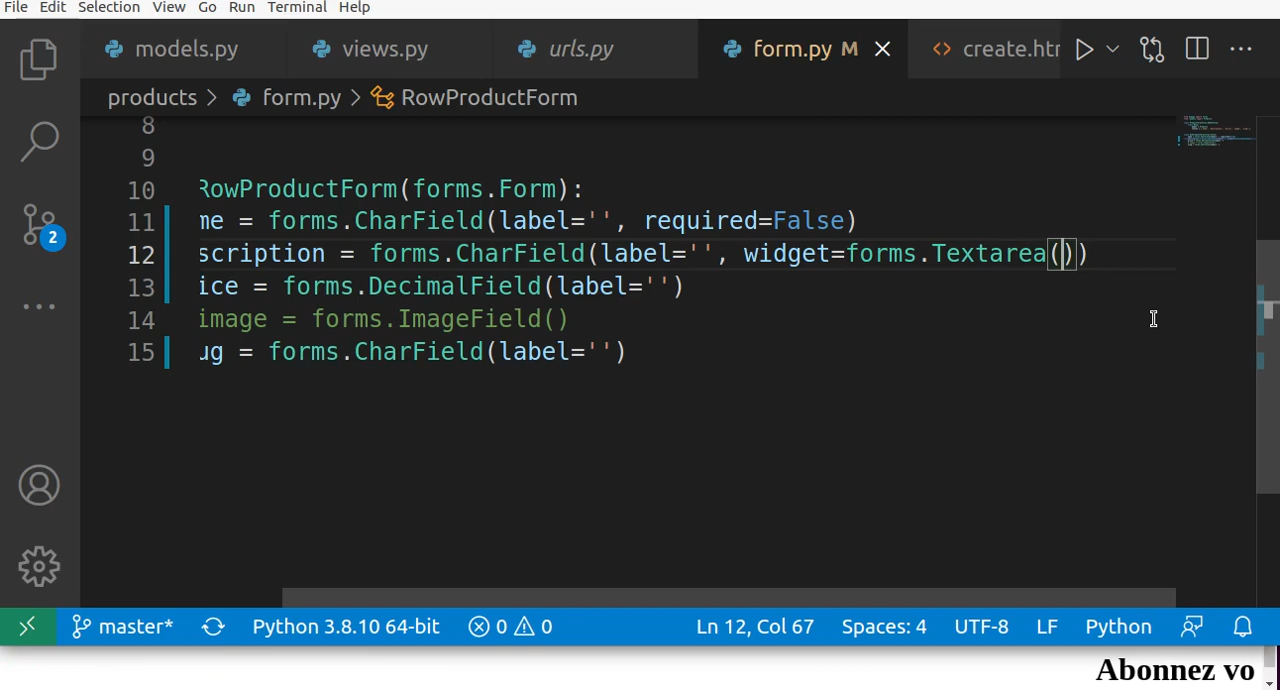 File Edit Selection View Go Run Terminal Help
models.py views.py urls.py form.py M create.htr
products > form.py > RowProductForm
8
9
10 RowProductForm(forms.Form):
11 me = forms.CharField(label='', required=False)
12 scription = forms.CharField(label='', widget=forms.Textarea())
13 ice = forms.DecimalField(label='')
14 image = forms.ImageField()
15 ug = forms.CharField(label='')
2
master* Python 3.8.10 64-bit 0 0 Ln 12, Col 67 Spaces: 4 UTF-8 LF Python
Abonnez vo